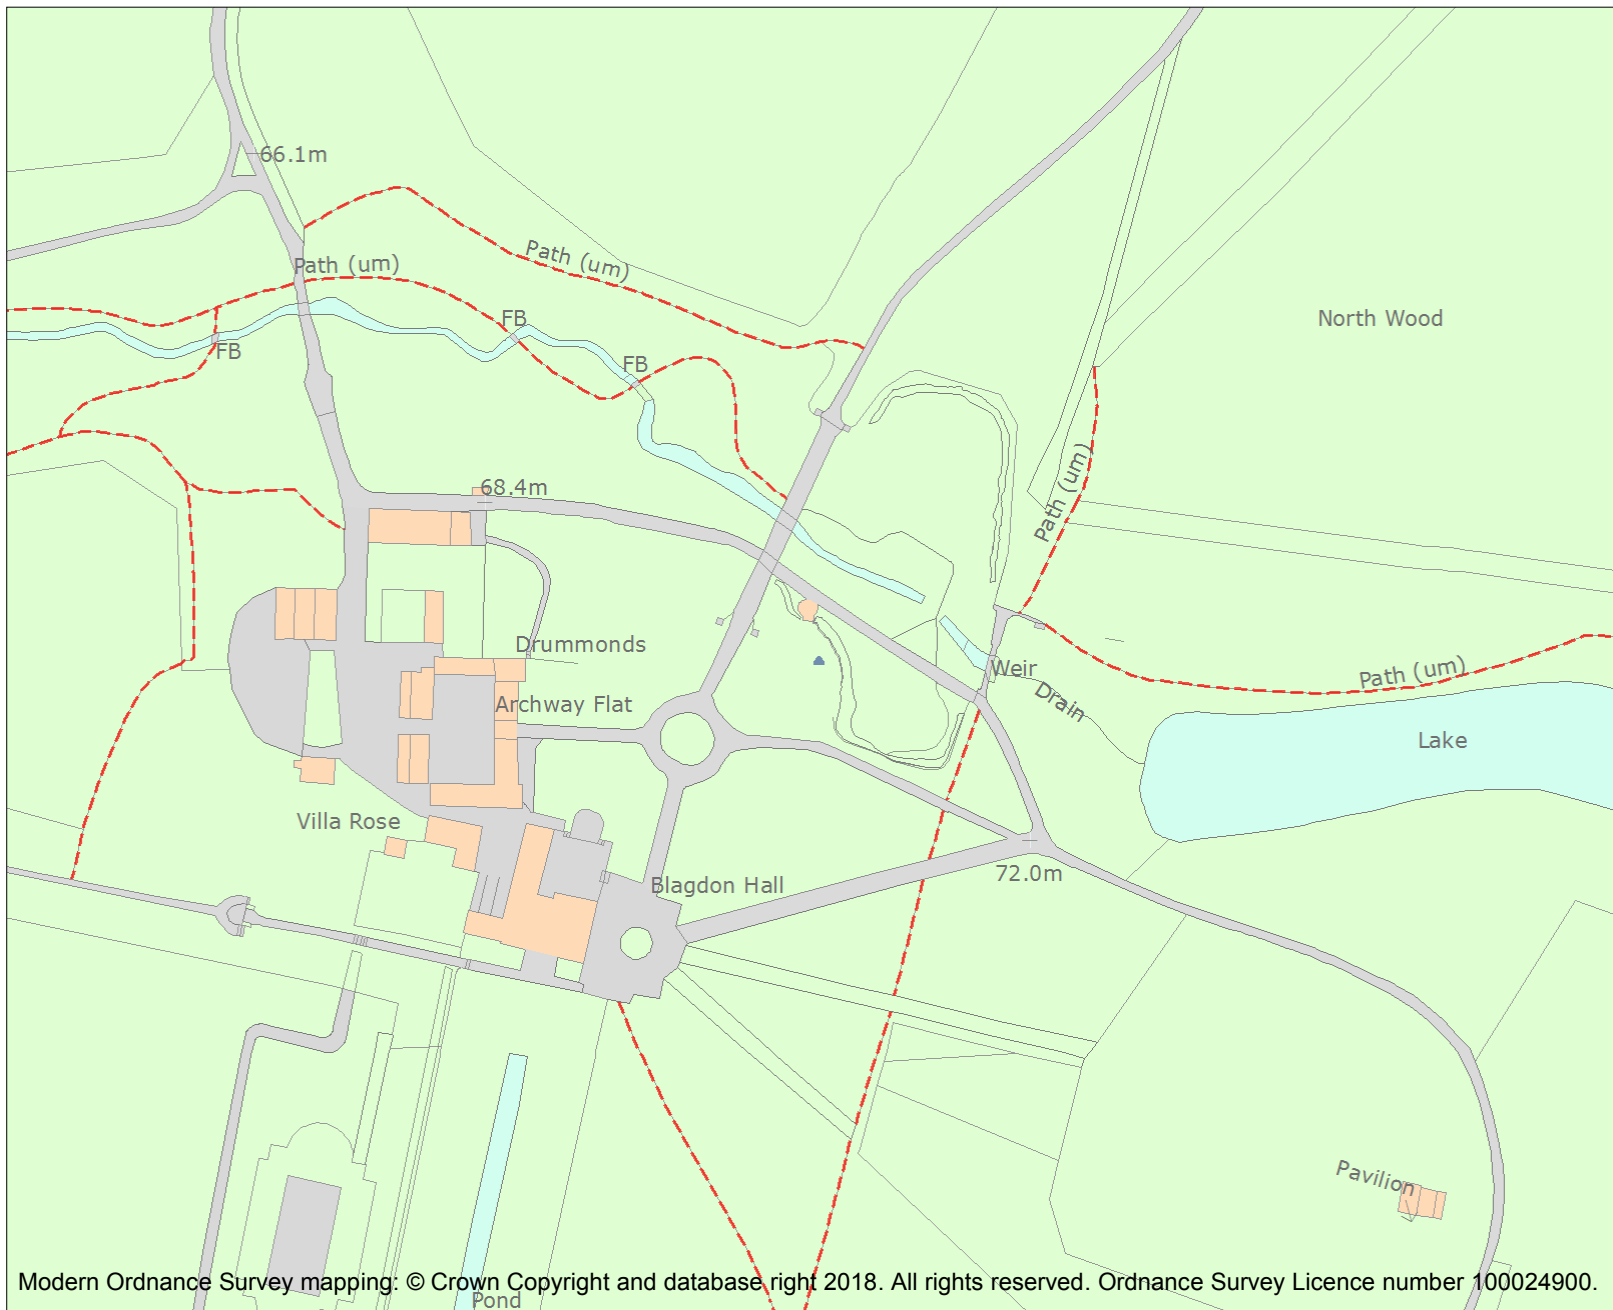 66.1m
Path (um)
Path (um)
North Wood
FB
FB
FB
Path (um)
68.4m
Drummonds
Weir
Path (um)
Drain
Archway Flat
Lake
Villa Rose
72.0m
Blagdon Hall
Pavilion
Modern Ordnance Survey mapping: © Crown Copyright and database right 2018. All rights reserved. Ordnance Survey Licence number 100024900.
Pond